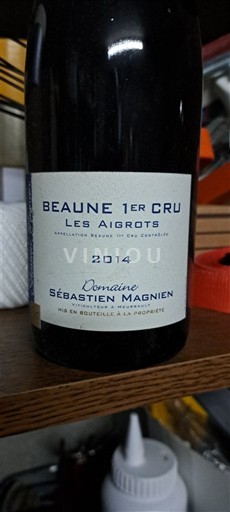 BEAUNE 1ER CRU
LES AIGROTS
APPELLATION BEAUNE 1ER CRU CONTRÔLÉE
VINIOU
2014
Domaine
SÉBASTIEN MAGNIEN
VITICULTEUR À MEURSAULT
MIS EN BOUTEILLE À LA PROPRIÉTÉ